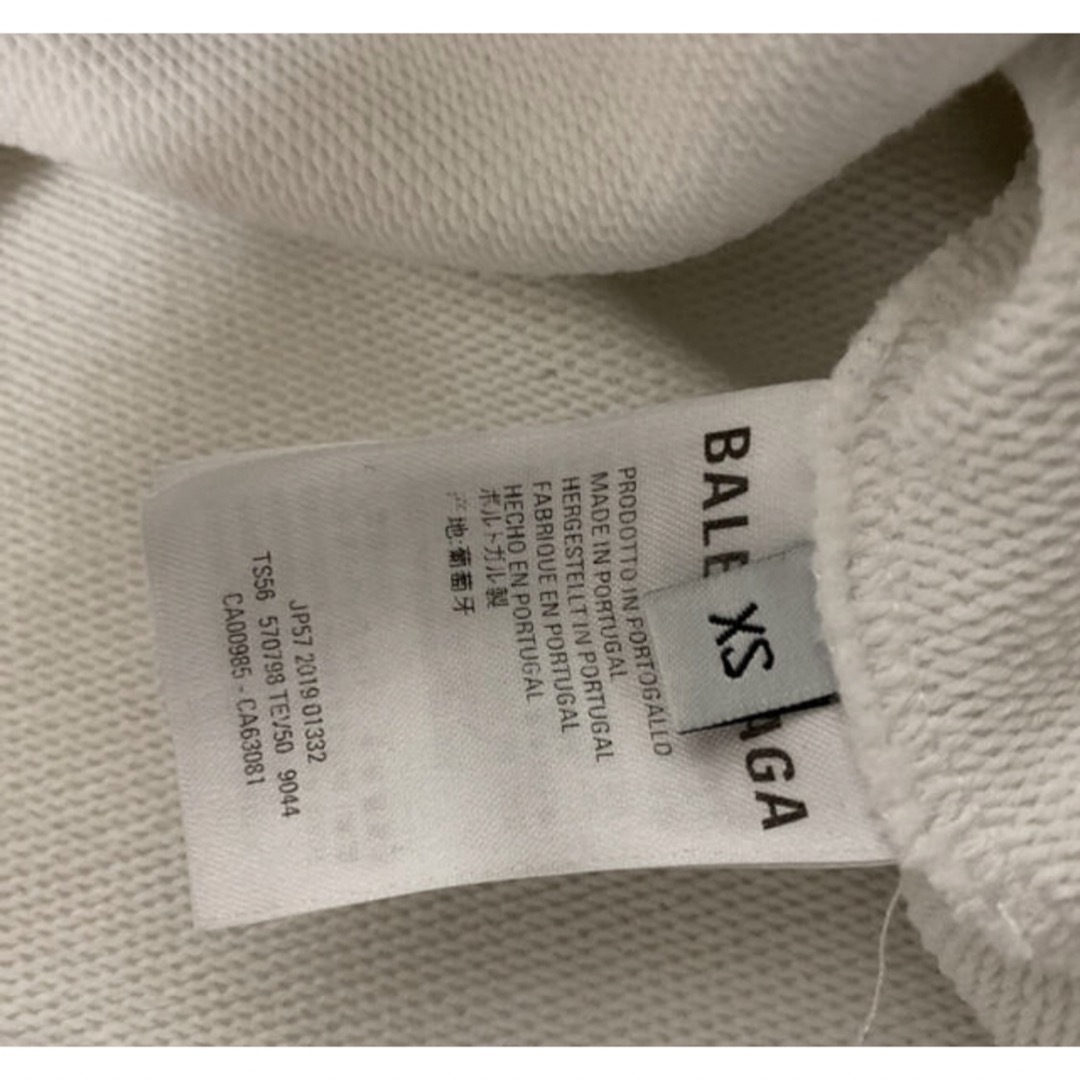 BALE AGA
XS
PRODOTTO IN PORTOGALLO
MADE IN PORTUGAL
HERGESTELLT IN PORTUGAL
FABRIQUE EN PORTUGAL
HECHO EN PORTUGAL
ポルトガル製
产地:葡萄牙
JP57 2019 01332
TS56 570798 TEV50 9044
CA00985 - CA63081